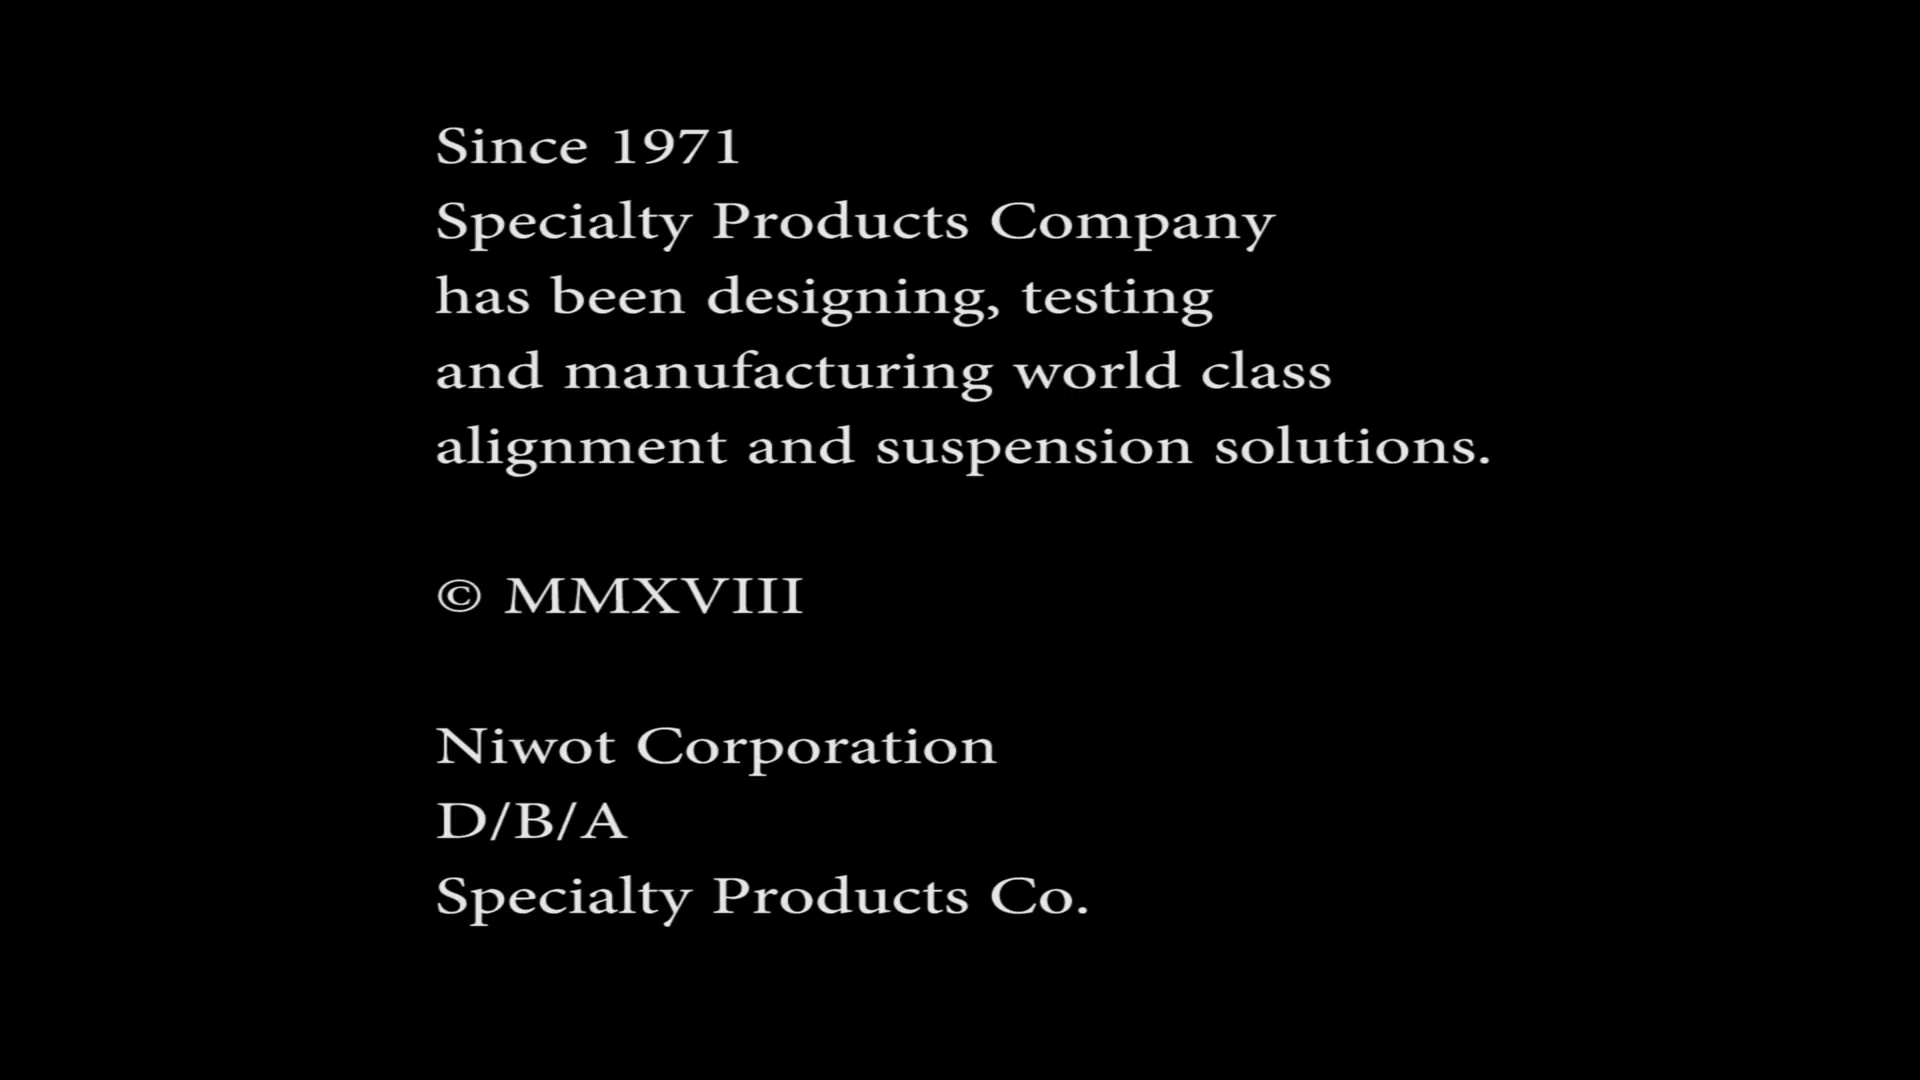 Since 1971
Specialty Products Company
has been designing, testing
and manufacturing world class
alignment and suspension solutions.
© MMXVIII
Niwot Corporation
D/B/A
Specialty Products Co.